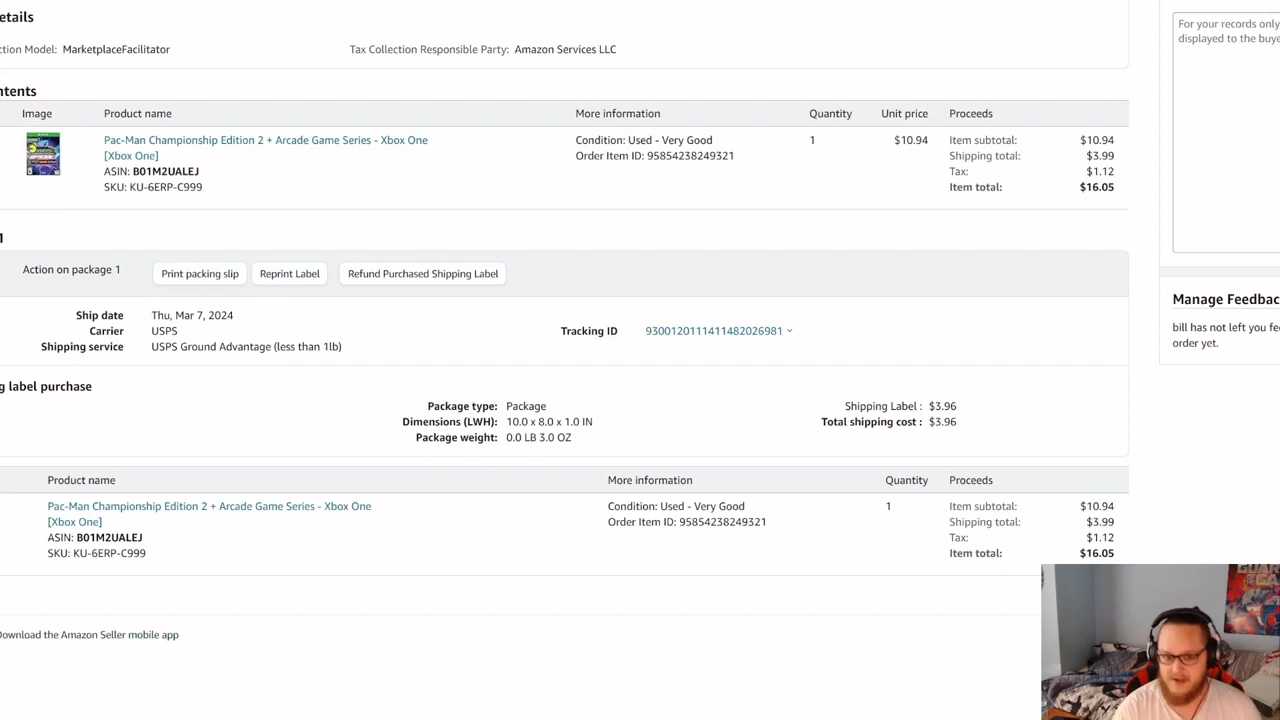 etails
ction Model: MarketplaceFacilitator
Tax Collection Responsible Party: Amazon Services LLC
For your records only
displayed to the buye
ntents
Image Product name More information Quantity Unit price Proceeds
Pac-Man Championship Edition 2 + Arcade Game Series - Xbox One Condition: Used - Very Good 1 $10.94 Item subtotal: $10.94
[Xbox One] Order Item ID: 95854238249321 Shipping total: $3.99
ASIN: B01M2UALEJ Tax: $1.12
SKU: KU-6ERP-C999 Item total: $16.05
1
Action on package 1 Print packing slip Reprint Label Refund Purchased Shipping Label
Ship date Thu, Mar 7, 2024
Carrier USPS Tracking ID 9300120111411482026981
Shipping service USPS Ground Advantage (less than 1lb)
Manage Feedbac
bill has not left you fe
order yet.
g label purchase
Package type: Package Shipping Label : $3.96
Dimensions (LWH): 10.0 x 8.0 x 1.0 IN Total shipping cost : $3.96
Package weight: 0.0 LB 3.0 OZ
Product name More information Quantity Proceeds
Pac-Man Championship Edition 2 + Arcade Game Series - Xbox One Condition: Used - Very Good 1 Item subtotal: $10.94
[Xbox One] Order Item ID: 95854238249321 Shipping total: $3.99
ASIN: B01M2UALEJ Tax: $1.12
SKU: KU-6ERP-C999 Item total: $16.05
Download the Amazon Seller mobile app